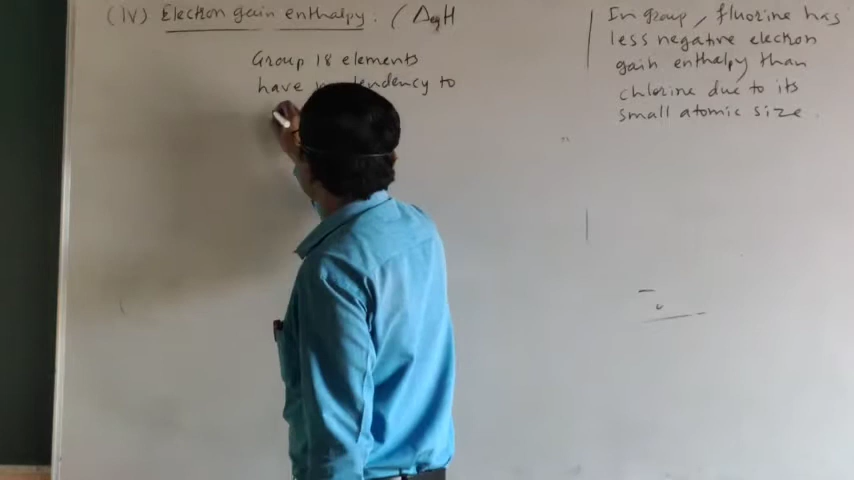 (IV) Electron gain enthalpy : (ΔegH
Group 18 elements
have tendency to
In group, fluorine has
less negative electron
gain enthalpy than
chlorine due to its
small atomic size.